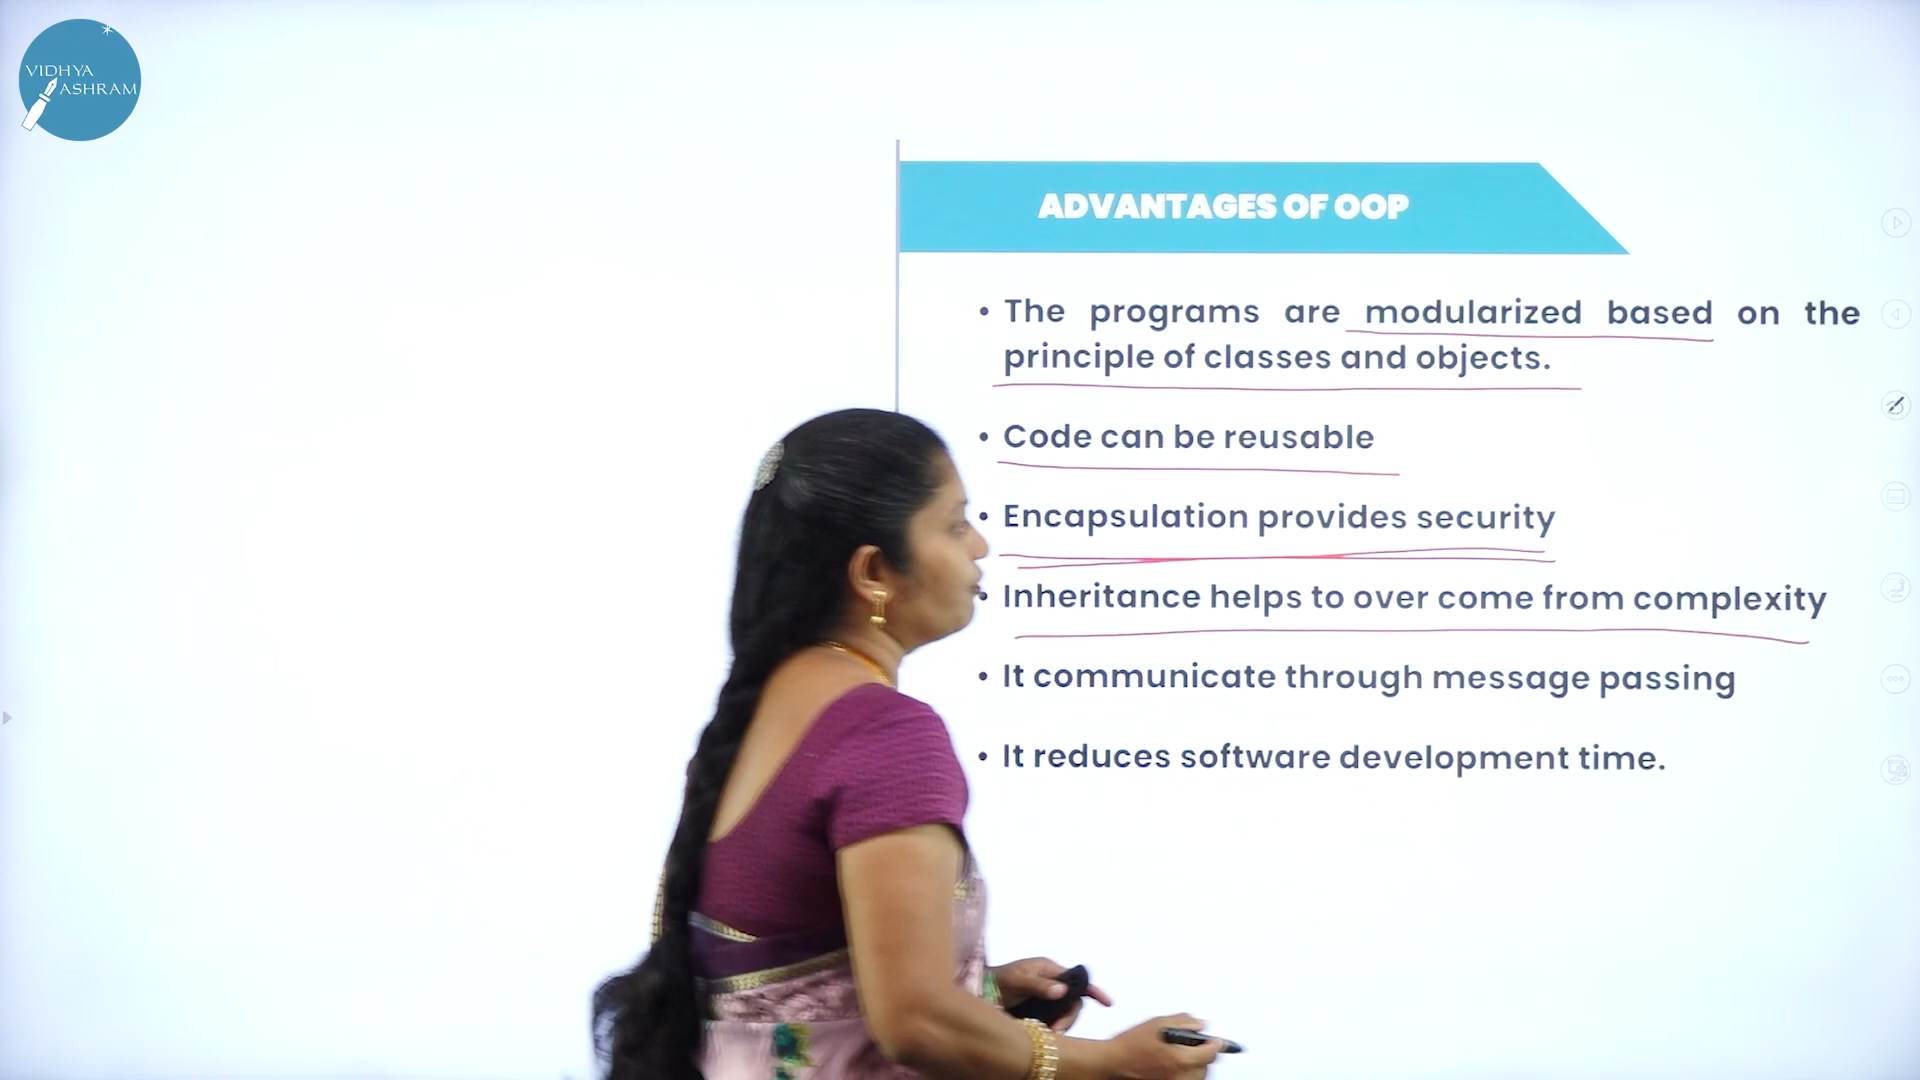 VIDHYA
ASHRAM
ADVANTAGES OF OOP
• The programs are modularized based on the
principle of classes and objects.
• Code can be reusable
• Encapsulation provides security
• Inheritance helps to over come from complexity
• It communicate through message passing
• It reduces software development time.